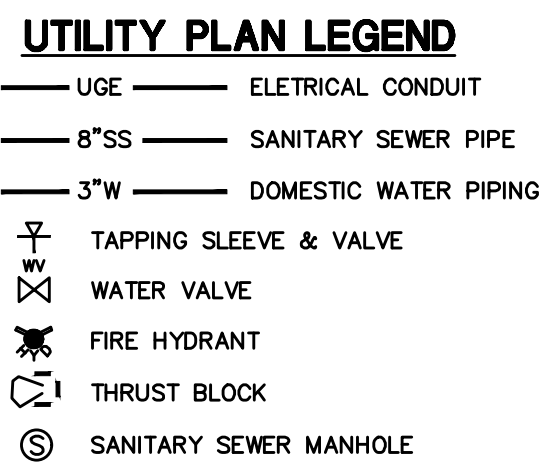 UTILITY PLAN LEGEND
UGE ELETRICAL CONDUIT
8"SS SANITARY SEWER PIPE
3"W DOMESTIC WATER PIPING
TAPPING SLEEVE & VALVE
WV
WATER VALVE
FIRE HYDRANT
HYD
THRUST BLOCK
S SANITARY SEWER MANHOLE